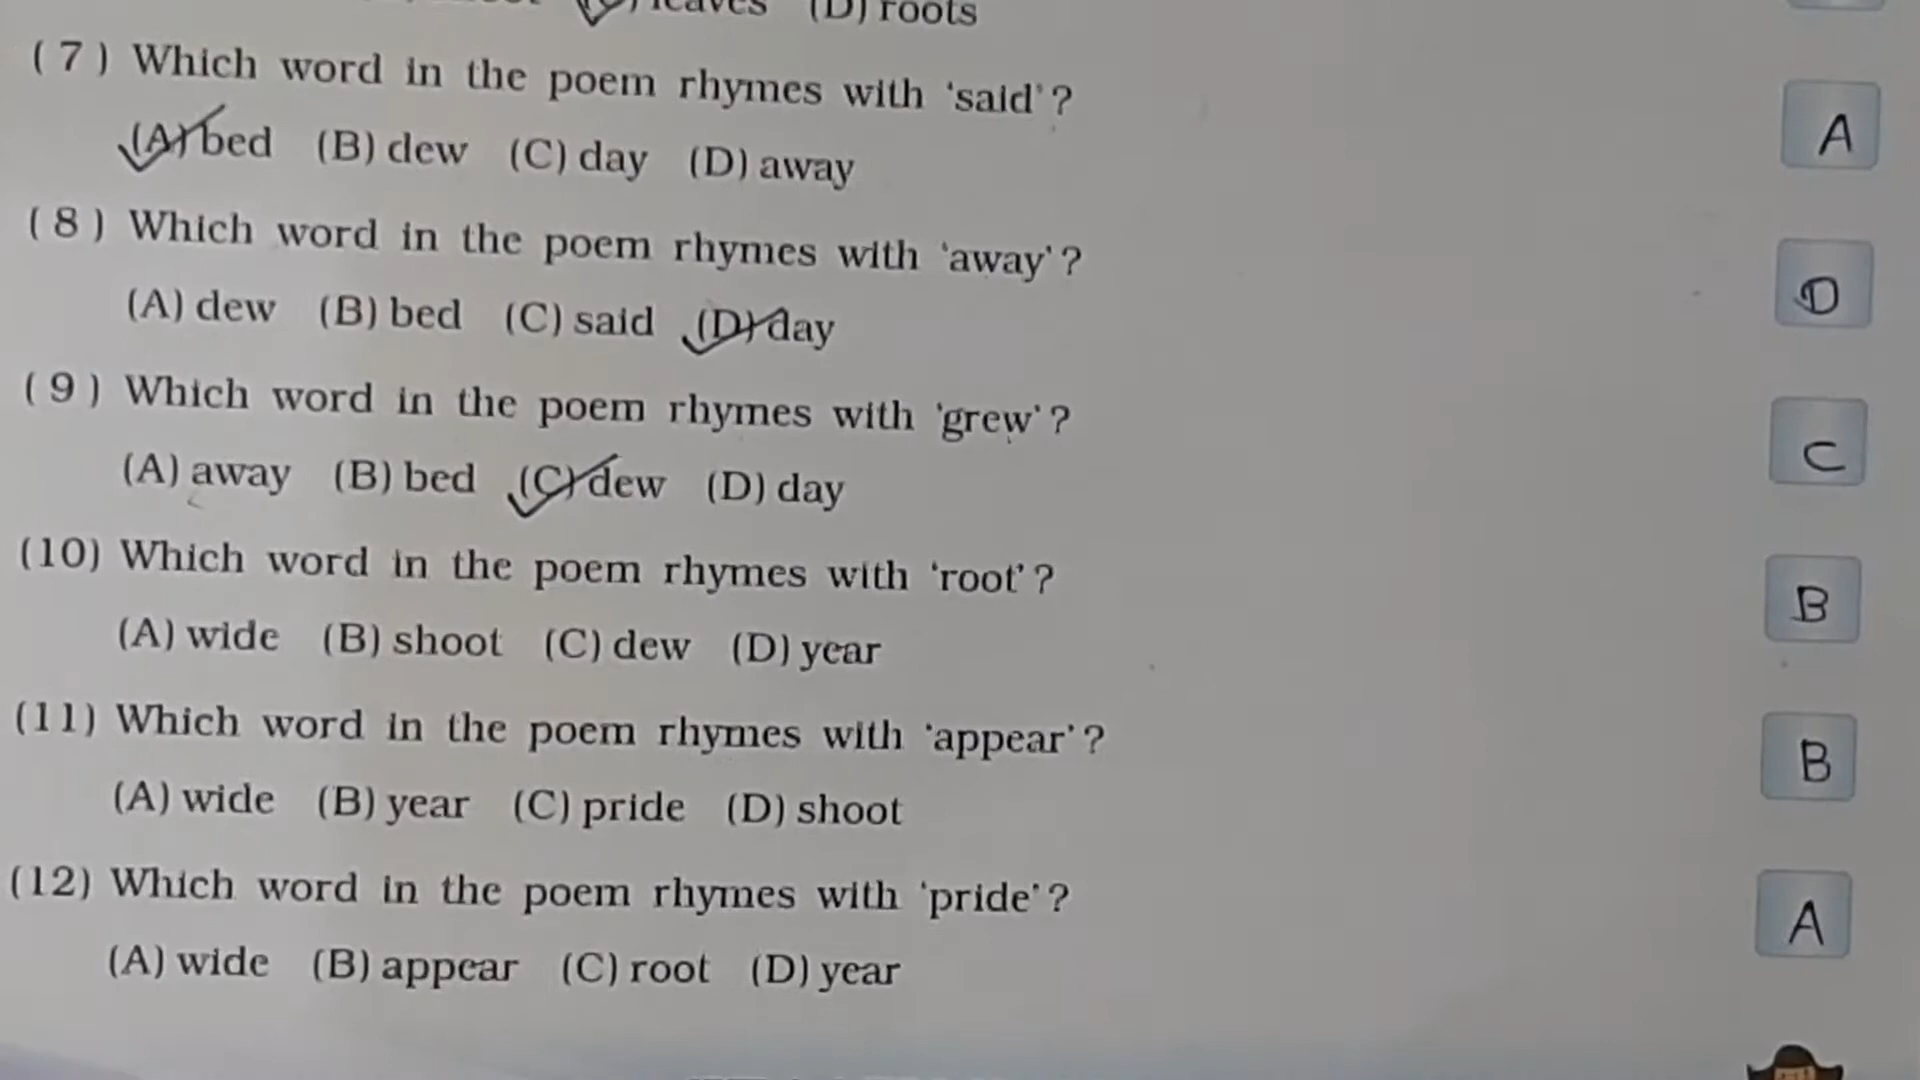 leaves (D) roots
(7) Which word in the poem rhymes with 'said'? A
(A) bed (B) dew (C) day (D) away
(8) Which word in the poem rhymes with 'away'? D
(A) dew (B) bed (C) said (D) day
(9) Which word in the poem rhymes with 'grew'? C
(A) away (B) bed (C) dew (D) day
(10) Which word in the poem rhymes with 'root'? B
(A) wide (B) shoot (C) dew (D) year
(11) Which word in the poem rhymes with 'appear'? B
(A) wide (B) year (C) pride (D) shoot
(12) Which word in the poem rhymes with 'pride'? A
(A) wide (B) appear (C) root (D) year